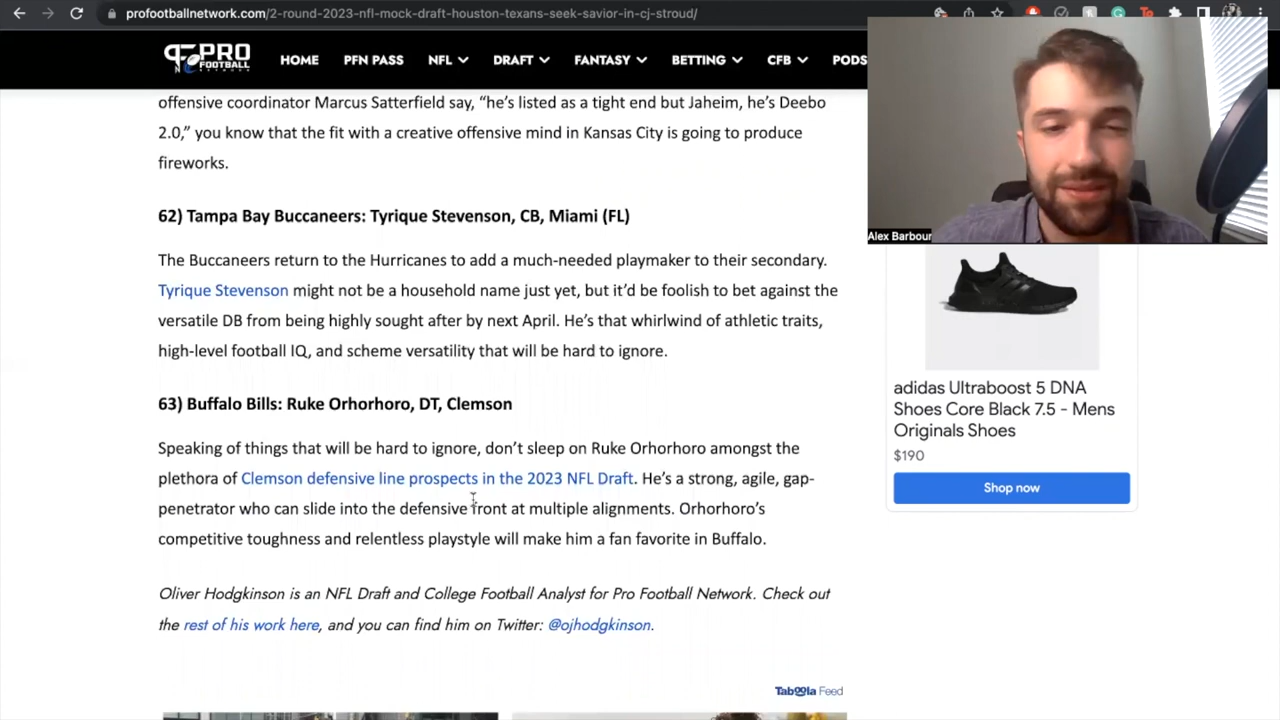 profootballnetwork.com/2-round-2023-nfl-mock-draft-houston-texans-seek-savior-in-cj-stroud/
PRO
FOOTBALL
NETWORK
HOME
PFN PASS
NFL
DRAFT
FANTASY
BETTING
CFB
PODS
offensive coordinator Marcus Satterfield say, “he’s listed as a tight end but Jaheim, he’s Deebo
2.0,” you know that the fit with a creative offensive mind in Kansas City is going to produce
fireworks.
Alex Barbour
62) Tampa Bay Buccaneers: Tyrique Stevenson, CB, Miami (FL)
The Buccaneers return to the Hurricanes to add a much-needed playmaker to their secondary.
Tyrique Stevenson might not be a household name just yet, but it’d be foolish to bet against the
versatile DB from being highly sought after by next April. He’s that whirlwind of athletic traits,
high-level football IQ, and scheme versatility that will be hard to ignore.
63) Buffalo Bills: Ruke Orhorhoro, DT, Clemson
Speaking of things that will be hard to ignore, don’t sleep on Ruke Orhorhoro amongst the
plethora of Clemson defensive line prospects in the 2023 NFL Draft. He’s a strong, agile, gap-
penetrator who can slide into the defensive front at multiple alignments. Orhorhoro’s
competitive toughness and relentless playstyle will make him a fan favorite in Buffalo.
Oliver Hodgkinson is an NFL Draft and College Football Analyst for Pro Football Network. Check out
the rest of his work here, and you can find him on Twitter: @ojhodgkinson.
Taboola Feed
adidas Ultraboost 5 DNA
Shoes Core Black 7.5 - Mens
Originals Shoes
$190
Shop now